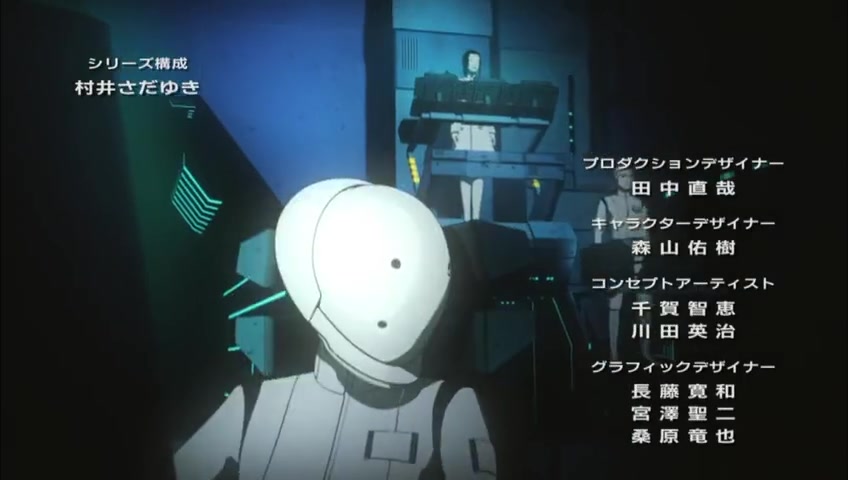 シリーズ構成
村井さだゆき
プロダクションデザイナー
田中直哉
キャラクターデザイナー
森山佑樹
コンセプトアーティスト
千賀智恵
川田英治
グラフィックデザイナー
長藤寛和
宮澤聖二
桑原竜也